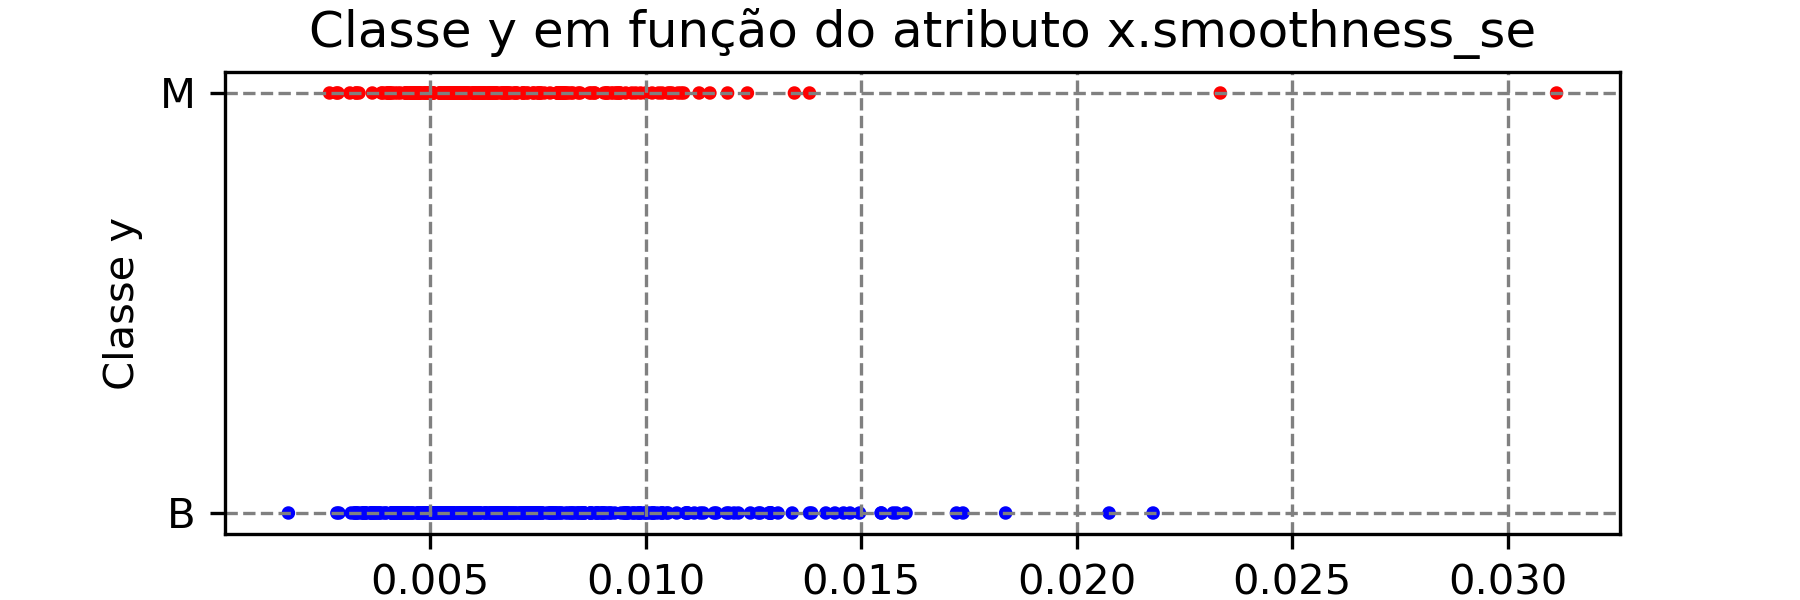 Classe y em função do atributo x.smoothness_se
M
Classe y
B
0.005 0.010 0.015 0.020 0.025 0.030